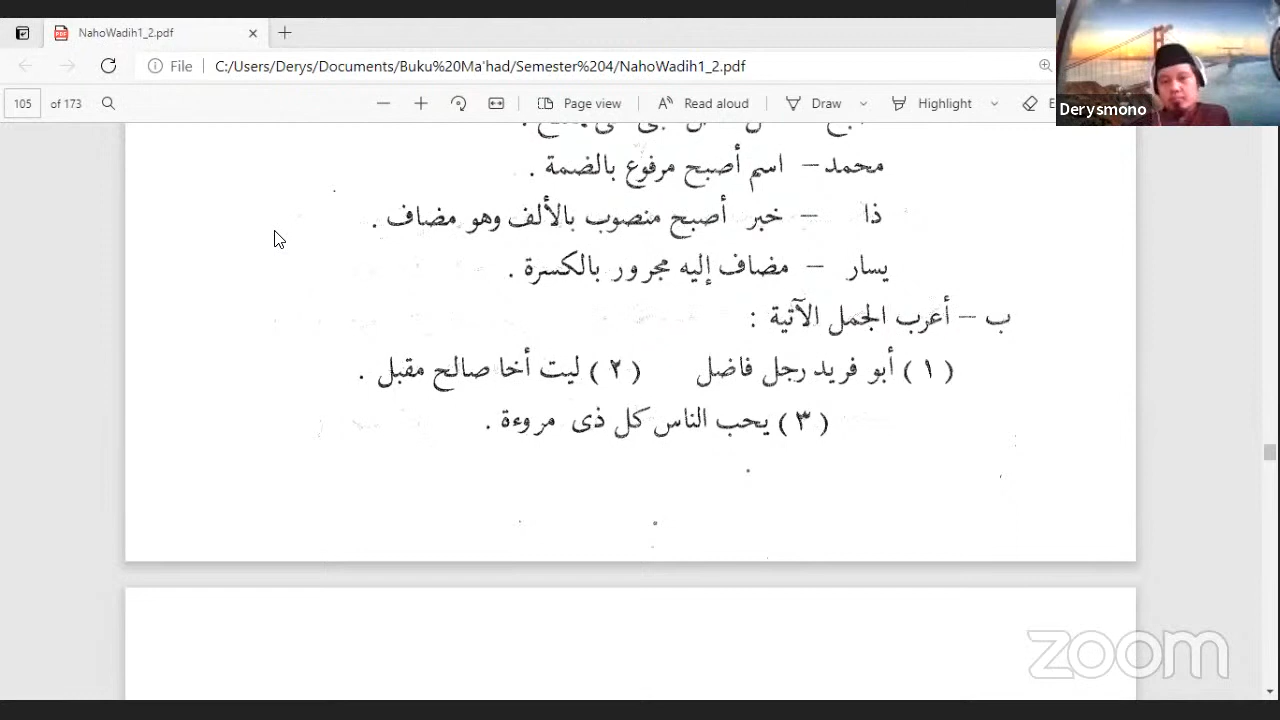 NahoWadih1_2.pdf
File
C:/Users/Derys/Documents/Buku%20Ma'had/Semester%204/NahoWadih1_2.pdf
105 of 173
Page view
Read aloud
Draw
Highlight
Derysmono
محمد – اسم أصبح مرفوع بالضمة .
ذا – خبر أصبح منصوب بالألف وهو مضاف .
يسار – مضاف إليه مجرور بالكسرة .
ب – أعرب الجمل الآتية :
( ١ ) أبو فريد رجل فاضل ( ٢ ) ليت أخا صالح مقبل .
( ٣ ) يحب الناس كل ذى مروءة .
zoom